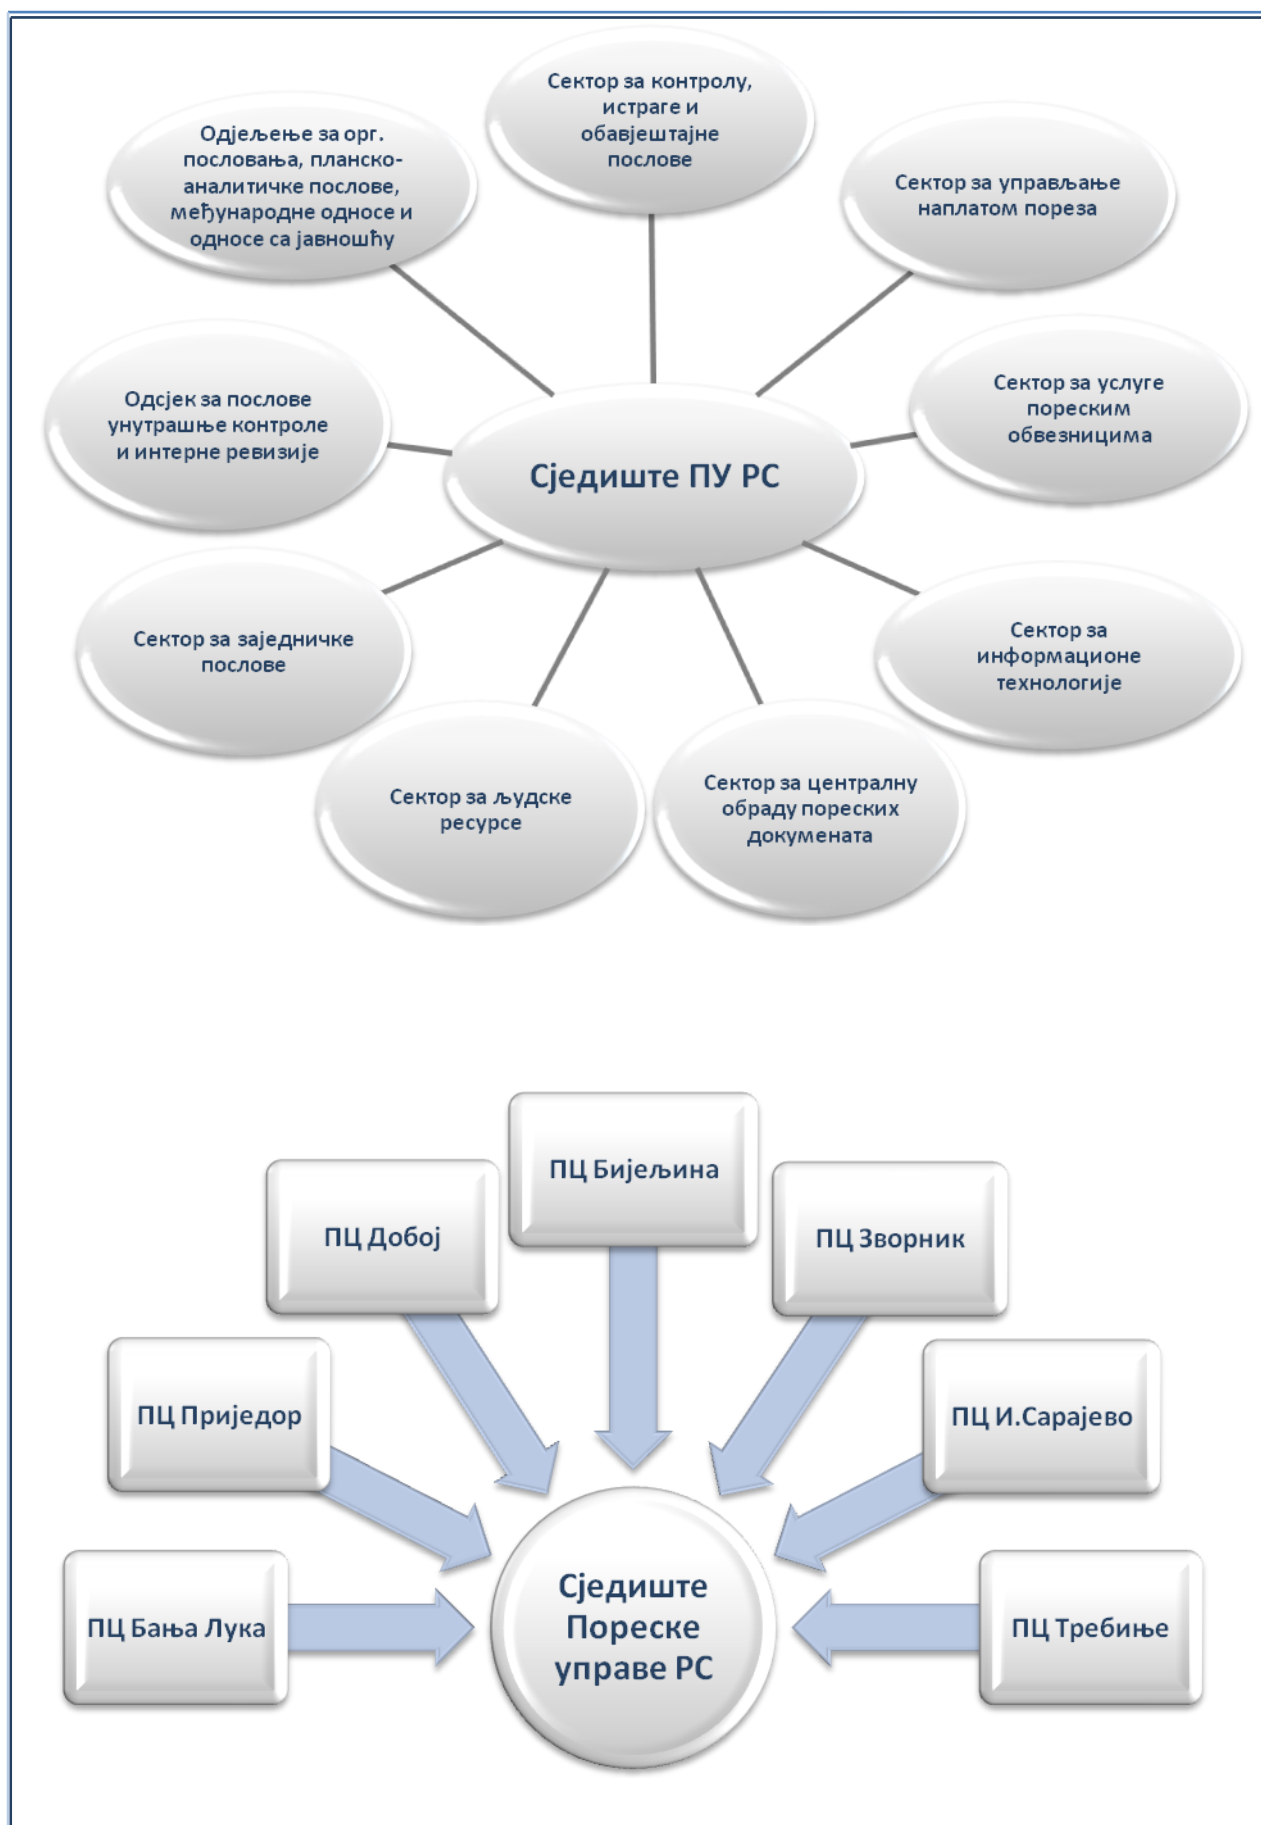 Сектор за контролу,
истраге и
обавјештајне
послове
Одјељење за орг.
пословања, планско-
аналитичке послове,
међународне односе и
односе са јавношћу
Сектор за управљање
наплатом пореза
Одсјек за послове
унутрашње контроле
и интерне ревизије
Сектор за услуге
пореским
обвезницима
Сједиште ПУ РС
Сектор за заједничке
послове
Сектор за
информационе
технологије
Сектор за људске
ресурсе
Сектор за централну
обраду пореских
докумената
ПЦ Бијељина
ПЦ Добој
ПЦ Зворник
ПЦ Приједор
ПЦ И.Сарајево
ПЦ Бања Лука
Сједиште
Пореске
управе РС
ПЦ Требиње